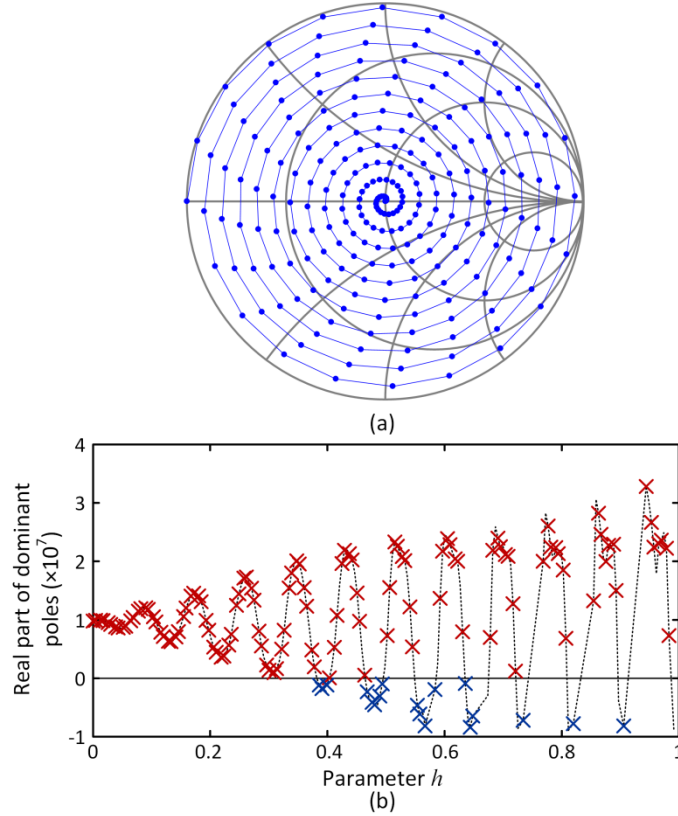 (a)
Real part of dominant
poles (×10⁷)
4
3
2
1
0
-1
0
0.2
0.4
0.6
0.8
1
Parameter h
(b)